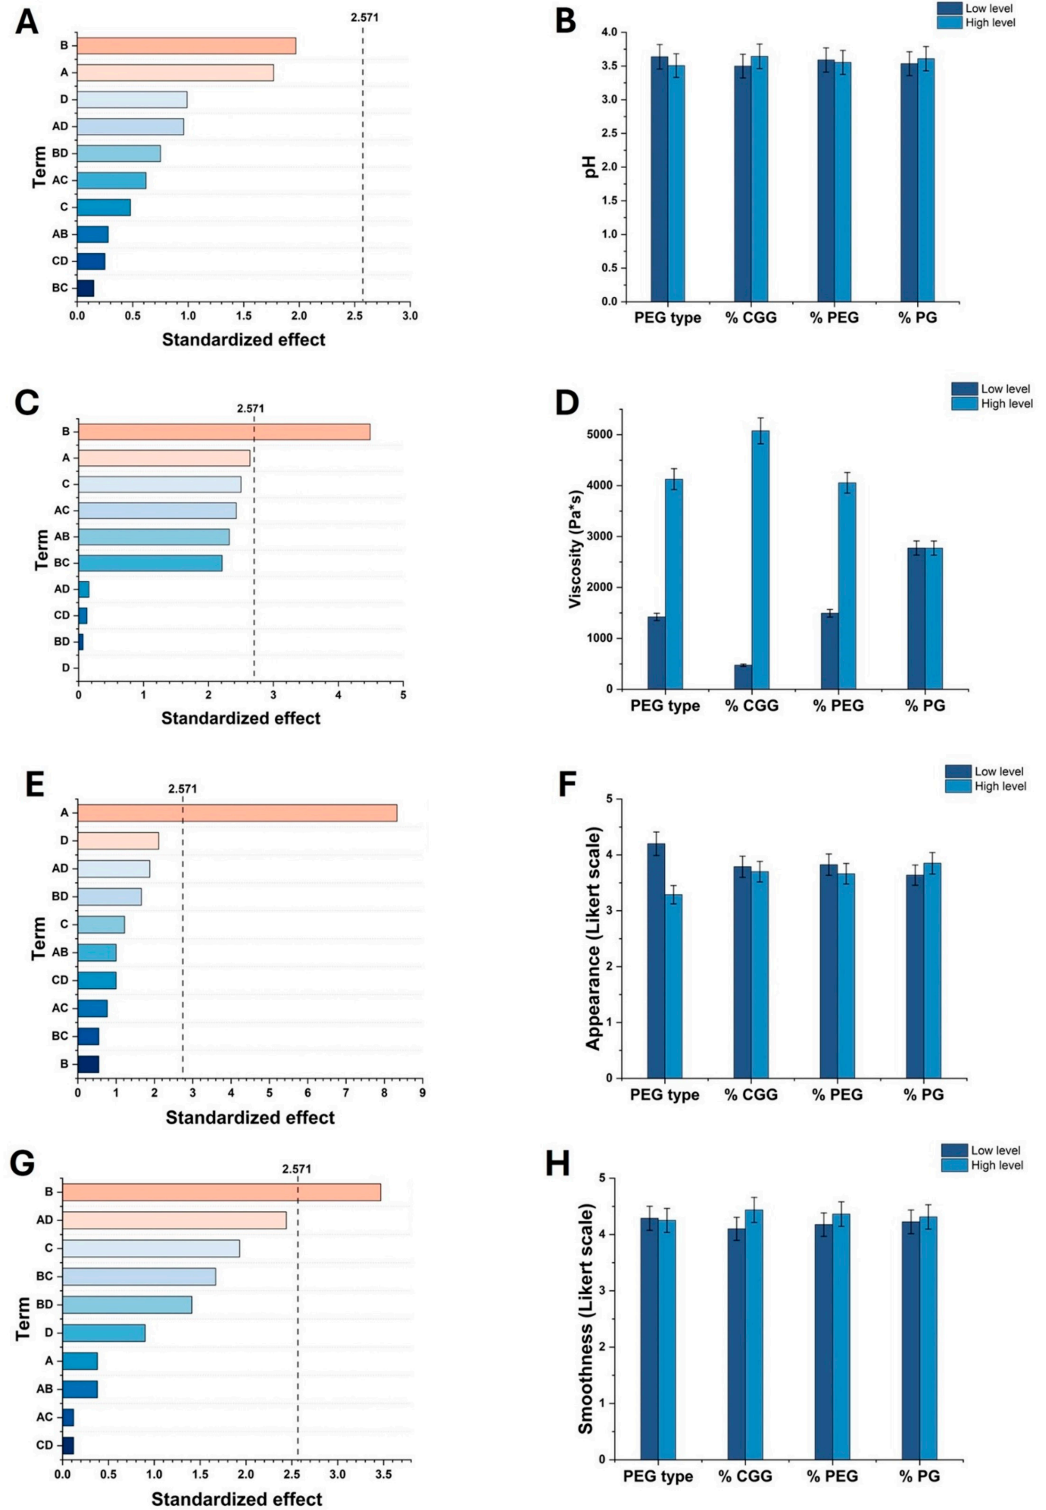 A
2.571
B
A
D
AD
BD
AC
C
AB
CD
BC
Term
0.0 0.5 1.0 1.5 2.0 2.5 3.0
Standardized effect
B
Low level
High level
4.0
3.5
3.0
2.5
2.0
1.5
1.0
0.5
0.0
pH
PEG type % CGG % PEG % PG
C
2.571
B
A
C
AC
AB
BC
AD
CD
BD
D
Term
0 1 2 3 4 5
Standardized effect
D
Low level
High level
5000
4000
3000
2000
1000
0
Viscosity (Pa*s)
PEG type % CGG % PEG % PG
E
2.571
A
D
AD
BD
C
AB
CD
AC
BC
B
Term
0 1 2 3 4 5 6 7 8 9
Standardized effect
F
Low level
High level
5
4
3
2
1
0
Appearance (Likert scale)
PEG type % CGG % PEG % PG
G
2.571
B
AD
C
BC
BD
D
A
AB
AC
CD
Term
0.0 0.5 1.0 1.5 2.0 2.5 3.0 3.5
Standardized effect
H
Low level
High level
5
4
3
2
1
0
Smoothness (Likert scale)
PEG type % CGG % PEG % PG